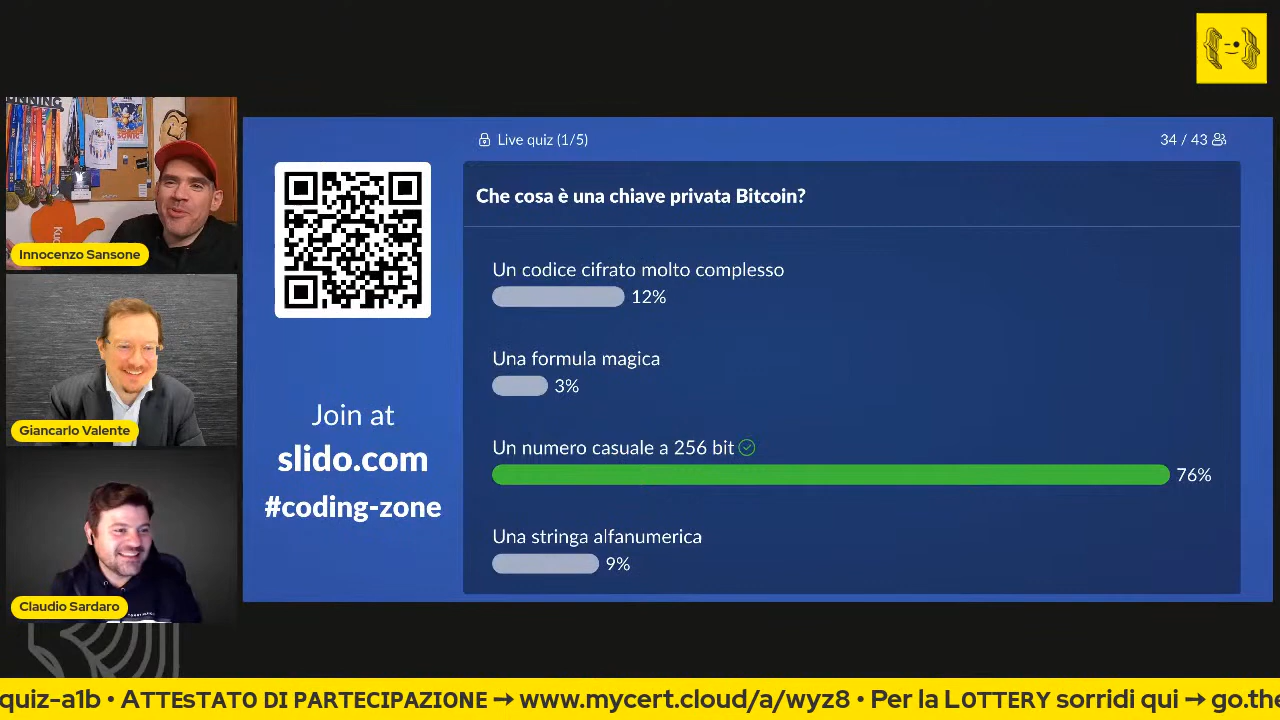 Innocenzo Sansone
Giancarlo Valente
Claudio Sardaro
Join at
slido.com
#coding-zone
Live quiz (1/5)
34 / 43
Che cosa è una chiave privata Bitcoin?
Un codice cifrato molto complesso
12%
Una formula magica
3%
Un numero casuale a 256 bit
76%
Una stringa alfanumerica
9%
quiz-a1b • ATTEsTATO DI PARTECIPAZIONE → www.mycert.cloud/a/wyz8 • Per la LOTTERY sorridi qui → go.the